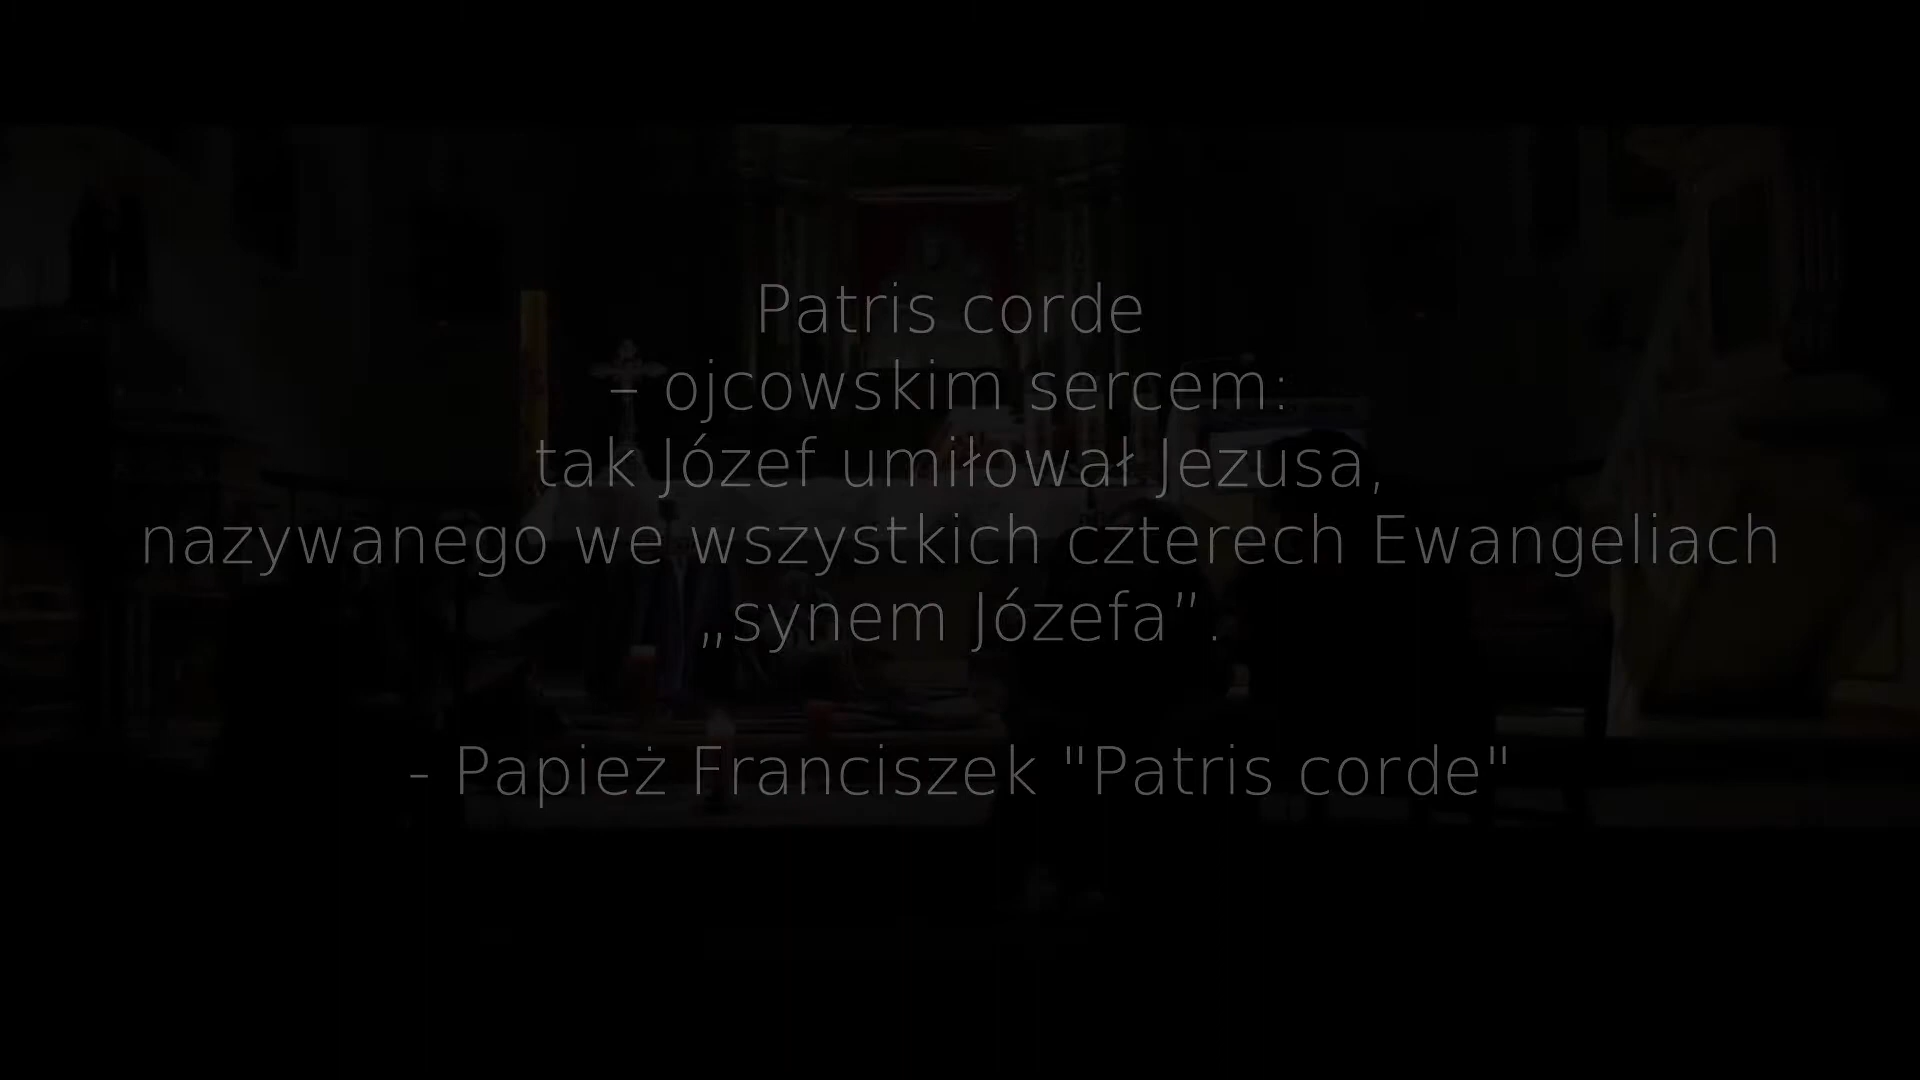 Patris corde
– ojcowskim sercem:
tak Józef umiłował Jezusa,
nazywanego we wszystkich czterech Ewangeliach
„synem Józefa”.
- Papież Franciszek "Patris corde"